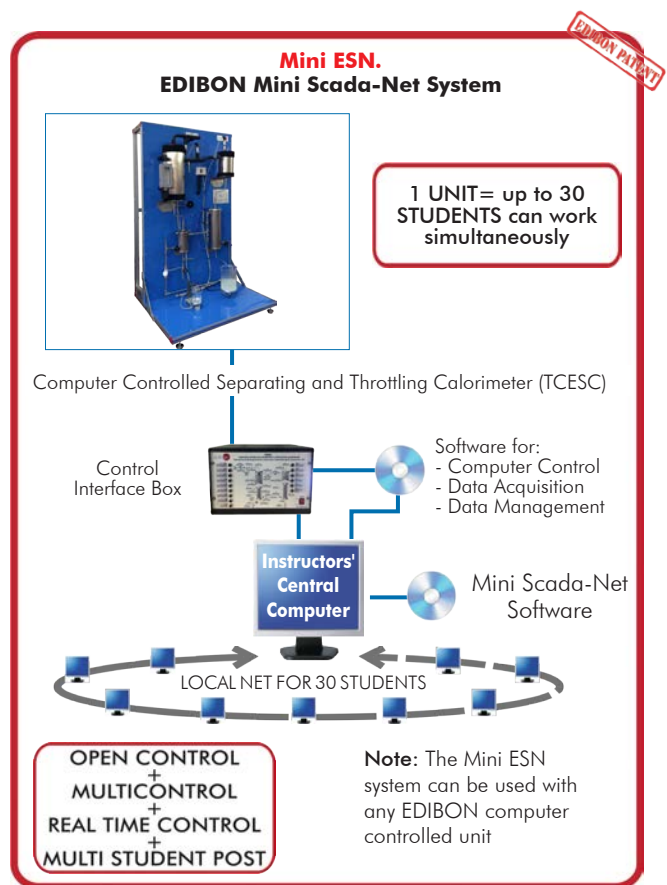 EDIBON PATENT
Mini ESN.
EDIBON Mini Scada-Net System
1 UNIT= up to 30
STUDENTS can work
simultaneously
Computer Controlled Separating and Throttling Calorimeter (TCESC)
Control
Interface Box
Software for:
- Computer Control
- Data Acquisition
- Data Management
Instructors'
Central
Computer
Mini Scada-Net
Software
LOCAL NET FOR 30 STUDENTS
OPEN CONTROL
+
MULTICONTROL
+
REAL TIME CONTROL
+
MULTI STUDENT POST
Note: The Mini ESN
system can be used with
any EDIBON computer
controlled unit